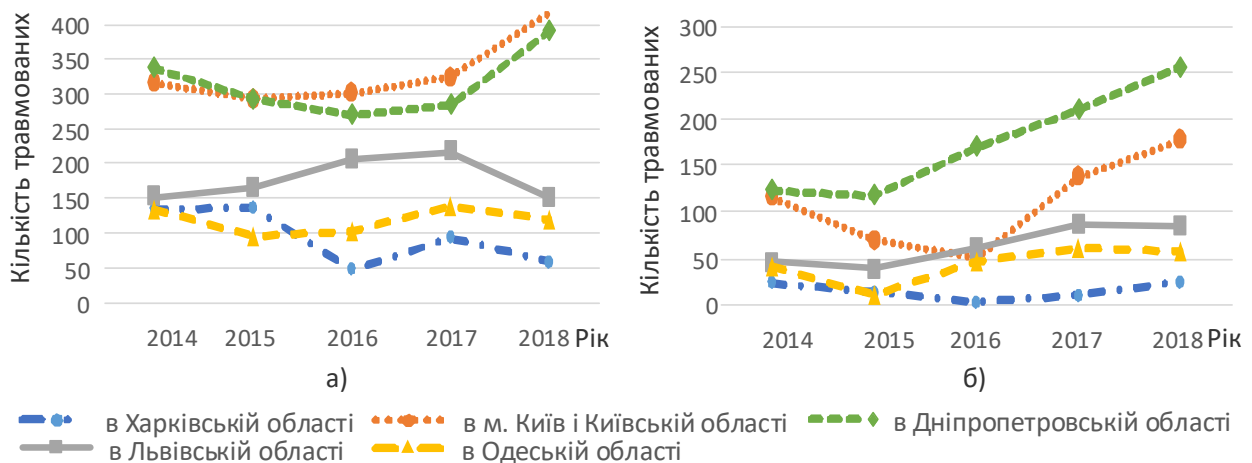 Кількість травмованих
400
350
300
250
200
150
100
50
0
2014 2015 2016 2017 2018 Рік
а)
Кількість травмованих
300
250
200
150
100
50
0
2014 2015 2016 2017 2018 Рік
б)
в Харківській області в м. Київ і Київській області в Дніпропетровській області
в Львівській області в Одеській області